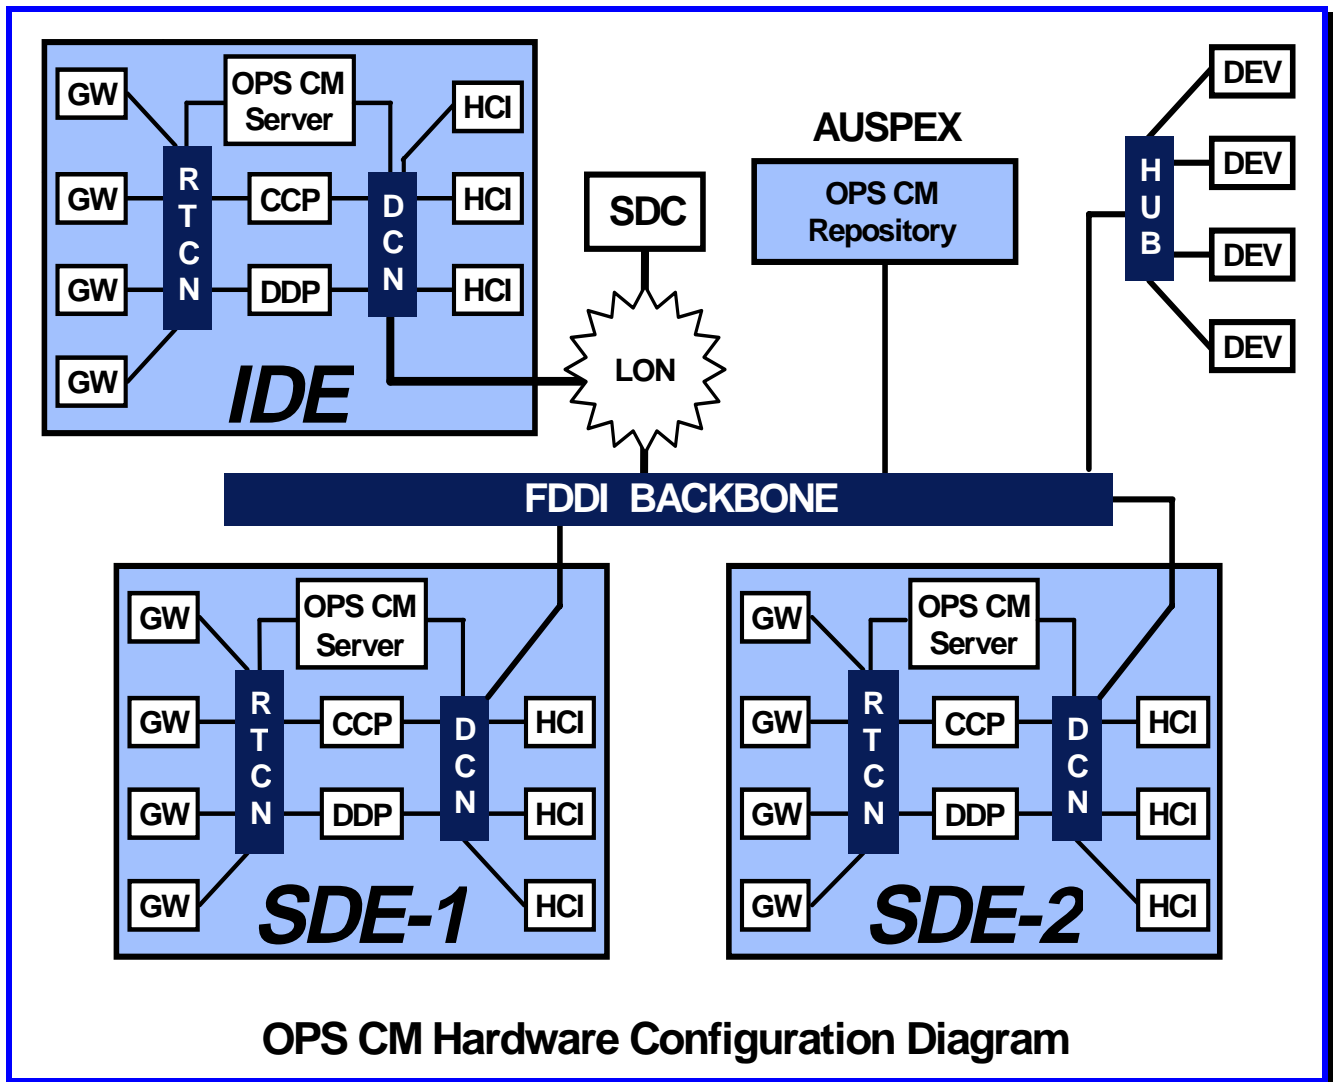 GW
OPS CM
Server
HCI
GW
RTCN
CCP
DCN
HCI
GW
DDP
HCI
GW
IDE
SDC
LON
AUSPEX
OPS CM
Repository
HUB
DEV
DEV
DEV
DEV
FDDI BACKBONE
GW
OPS CM
Server
GW
RTCN
CCP
DCN
HCI
GW
DDP
HCI
GW
SDE-1
HCI
GW
OPS CM
Server
GW
RTCN
CCP
DCN
HCI
GW
DDP
HCI
GW
SDE-2
HCI
OPS CM Hardware Configuration Diagram